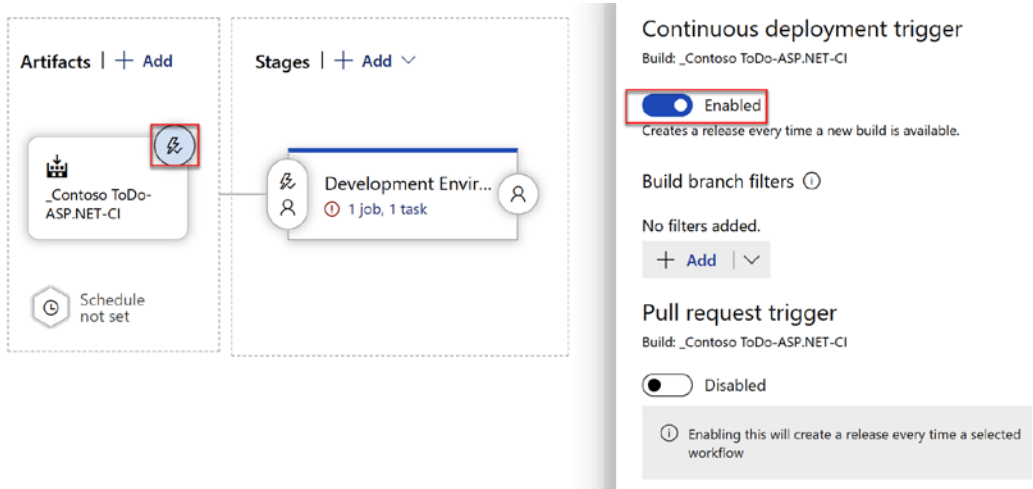 Artifacts | + Add
Stages | + Add
_Contoso ToDo-
ASP.NET-CI
Development Envir...
1 job, 1 task
Schedule
not set
Continuous deployment trigger
Build: _Contoso ToDo-ASP.NET-CI
Enabled
Creates a release every time a new build is available.
Build branch filters
No filters added.
+ Add |
Pull request trigger
Build: _Contoso ToDo-ASP.NET-CI
Disabled
Enabling this will create a release every time a selected
workflow